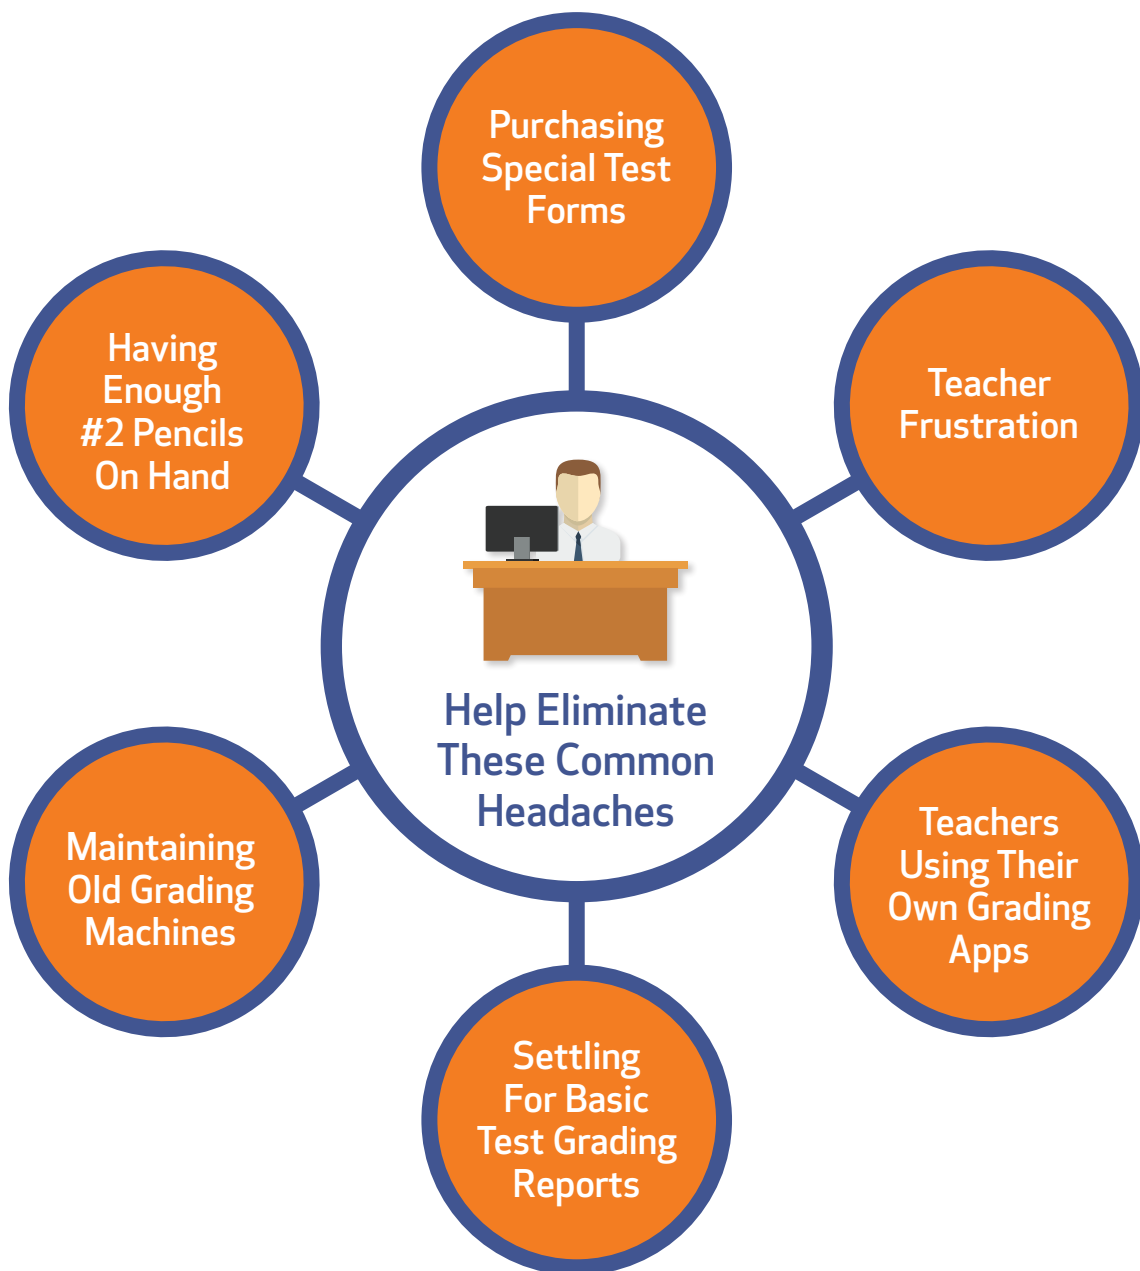 Purchasing
Special Test
Forms
Having
Enough
#2 Pencils
On Hand
Teacher
Frustration
Help Eliminate
These Common
Headaches
Maintaining
Old Grading
Machines
Teachers
Using Their
Own Grading
Apps
Settling
For Basic
Test Grading
Reports